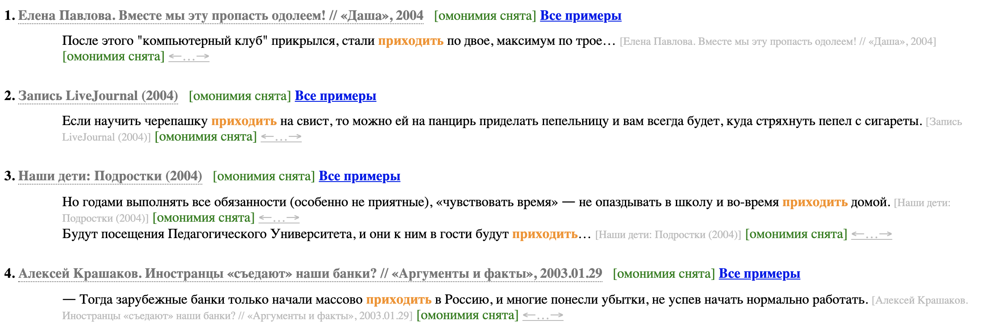 1. Елена Павлова. Вместе мы эту пропасть одолеем! // «Даша», 2004 [омонимия снята] Все примеры
После этого "компьютерный клуб" прикрылся, стали приходить по двое, максимум по трое… [Елена Павлова. Вместе мы эту пропасть одолеем! // «Даша», 2004]
[омонимия снята] ←…→
2. Запись LiveJournal (2004) [омонимия снята] Все примеры
Если научить черепашку приходить на свист, то можно ей на панцирь приделать пепельницу и вам всегда будет, куда стряхнуть пепел с сигареты. [Запись
LiveJournal (2004)] [омонимия снята] ←…→
3. Наши дети: Подростки (2004) [омонимия снята] Все примеры
Но годами выполнять все обязанности (особенно не приятные), «чувствовать время» — не опаздывать в школу и во-время приходить домой. [Наши дети:
Подростки (2004)] [омонимия снята] ←…→
Будут посещения Педагогического Университета, и они к ним в гости будут приходить… [Наши дети: Подростки (2004)] [омонимия снята] ←…→
4. Алексей Крашаков. Иностранцы «съедают» наши банки? // «Аргументы и факты», 2003.01.29 [омонимия снята] Все примеры
— Тогда зарубежные банки только начали массово приходить в Россию, и многие понесли убытки, не успев начать нормально работать. [Алексей Крашаков.
Иностранцы «съедают» наши банки? // «Аргументы и факты», 2003.01.29] [омонимия снята] ←…→